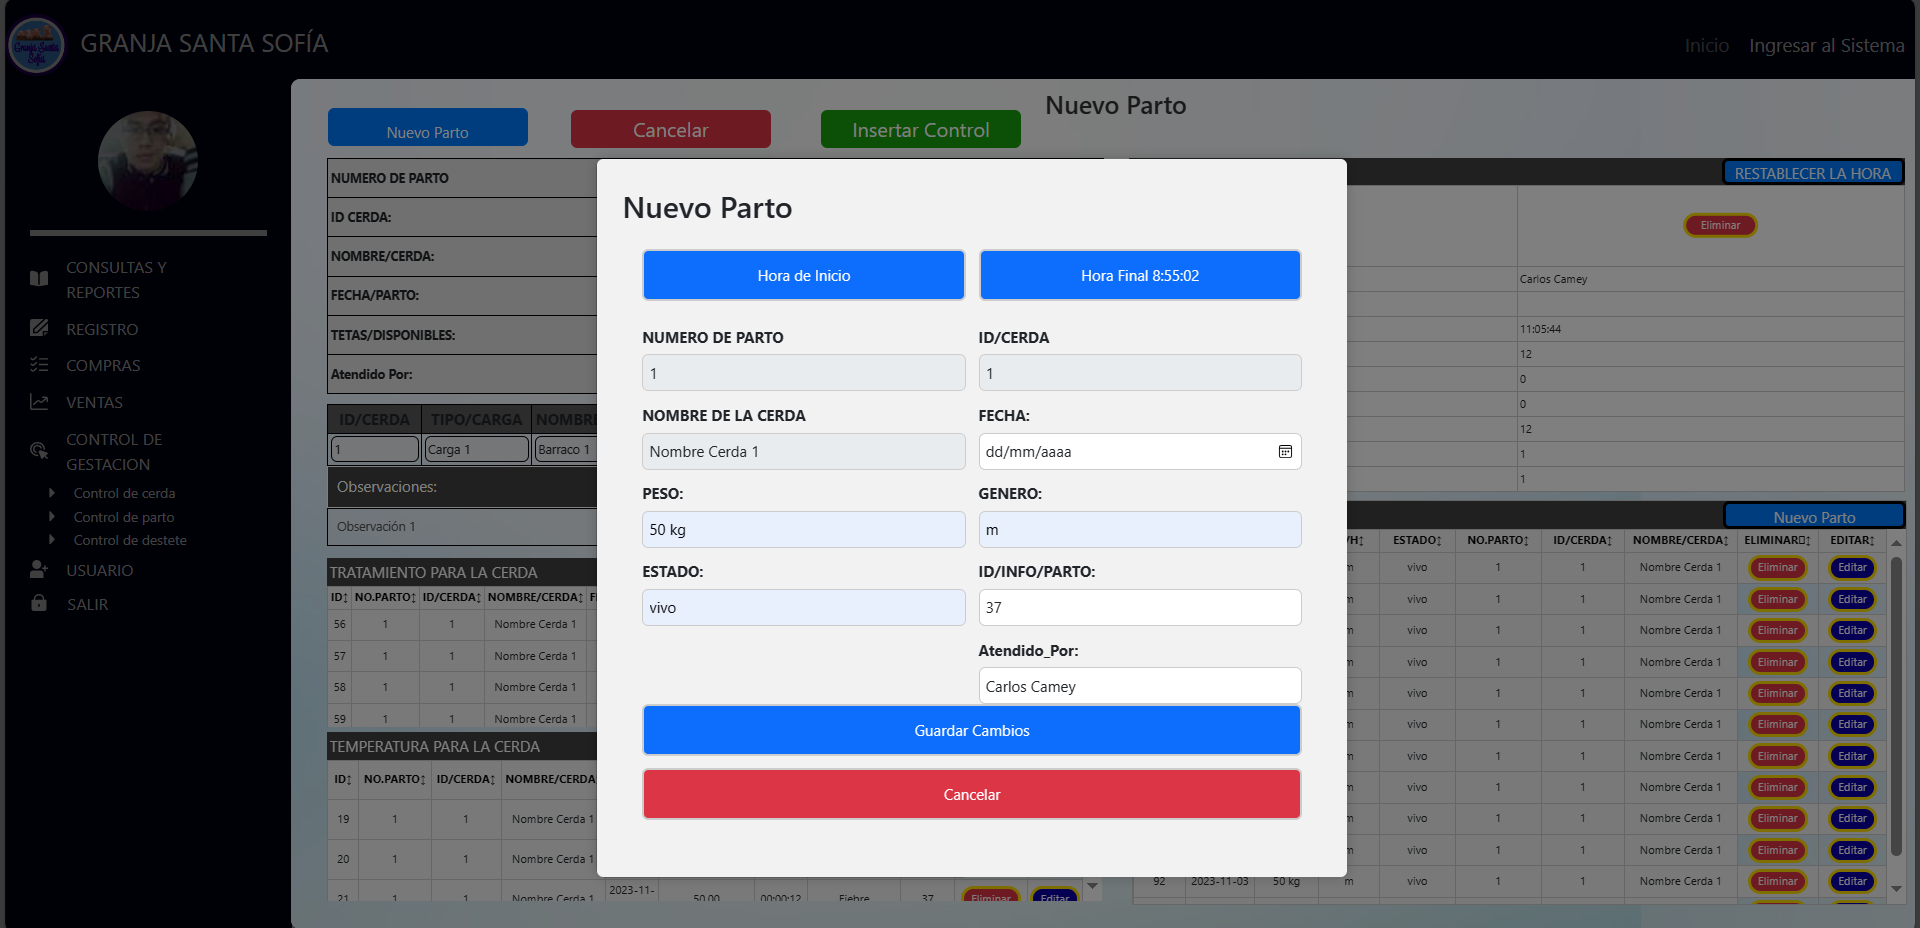 GRANJA SANTA SOFÍA
Inicio
Ingresar al Sistema
CONSULTAS Y
REPORTES
REGISTRO
COMPRAS
VENTAS
CONTROL DE
GESTACION
Control de cerda
Control de parto
Control de destete
USUARIO
SALIR
Nuevo Parto
Cancelar
Insertar Control
Nuevo Parto
NUMERO DE PARTO
ID CERDA:
NOMBRE/CERDA:
FECHA/PARTO:
TETAS/DISPONIBLES:
Atendido Por:
ID/CERDA TIPO/CARGA
1 Carga 1 Barraco 1
Observaciones:
Observación 1
TRATAMIENTO PARA LA CERDA
ID↕ NO.PARTO↕ ID/CERDA↕ NOMBRE/CERDA↕
56 1 1 Nombre Cerda 1
57 1 1 Nombre Cerda 1
58 1 1 Nombre Cerda 1
59 1 1 Nombre Cerda 1
TEMPERATURA PARA LA CERDA
ID↕ NO.PARTO↕ ID/CERDA↕ NOMBRE/CERDA
19 1 1 Nombre Cerda 1
20 1 1 Nombre Cerda 1
21 1 1 Nombre Cerda 1 2023-11- 50.00 00:00:12 Fiebre 37 Eliminar Editar
Nuevo Parto
Hora de Inicio
Hora Final 8:55:02
NUMERO DE PARTO
1
ID/CERDA
1
NOMBRE DE LA CERDA
Nombre Cerda 1
FECHA:
dd/mm/aaaa
PESO:
50 kg
GENERO:
m
ESTADO:
vivo
ID/INFO/PARTO:
37
Atendido_Por:
Carlos Camey
Guardar Cambios
Cancelar
RESTABLECER LA HORA
Eliminar
Carlos Camey
11:05:44
12
0
0
12
1
1
Nuevo Parto
/H↕ ESTADO↕ NO.PARTO↕ ID/CERDA↕ NOMBRE/CERDA↕ ELIMINAR↕ EDITAR↕
m vivo 1 1 Nombre Cerda 1 Eliminar Editar
m vivo 1 1 Nombre Cerda 1 Eliminar Editar
m vivo 1 1 Nombre Cerda 1 Eliminar Editar
m vivo 1 1 Nombre Cerda 1 Eliminar Editar
m vivo 1 1 Nombre Cerda 1 Eliminar Editar
m vivo 1 1 Nombre Cerda 1 Eliminar Editar
m vivo 1 1 Nombre Cerda 1 Eliminar Editar
m vivo 1 1 Nombre Cerda 1 Eliminar Editar
m vivo 1 1 Nombre Cerda 1 Eliminar Editar
m vivo 1 1 Nombre Cerda 1 Eliminar Editar
92 2023-11-03 50 kg m vivo 1 1 Nombre Cerda 1 Eliminar Editar